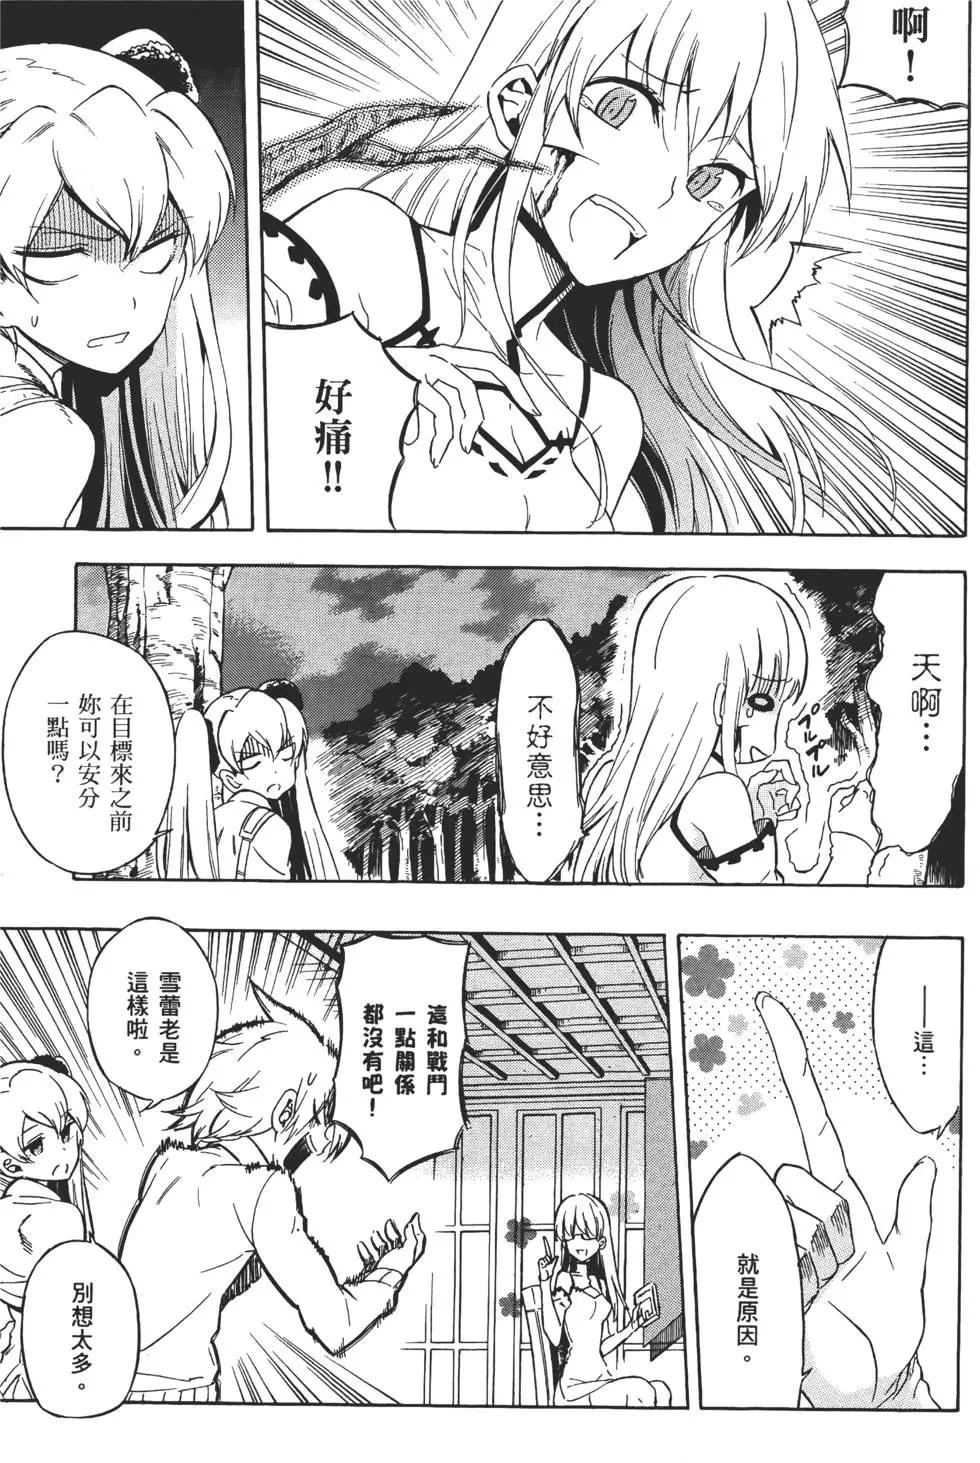 啊！
好痛!!
天啊…
プルプル
不好意思…
在目標來之前
妳可以安分
一點嗎？
——這…
就是原因。
這和戰鬥
一點關係
都沒有吧！
雪蕾老是
這樣啦。
別想太多。